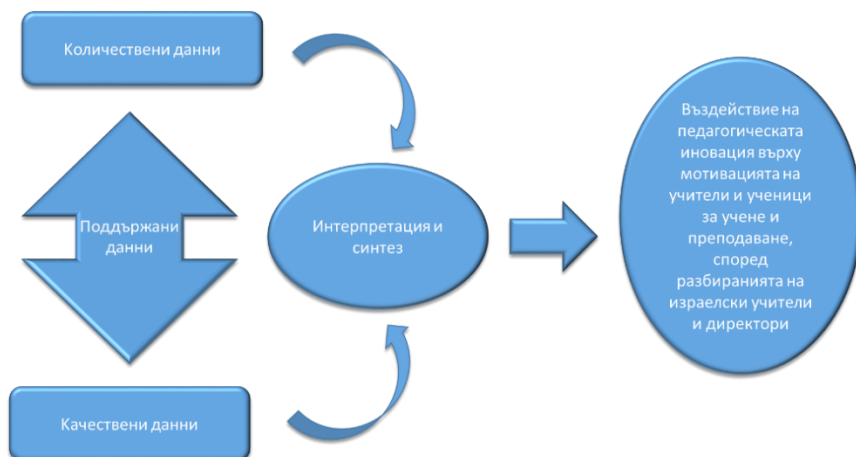 Количествени данни
Поддържани
данни
Качествени данни
Интерпретация и
синтез
Въздействие на
педагогическата
иновация върху
мотивацията на
учители и ученици
за учене и
преподаване,
според
разбиранията на
израелски учители
и директори